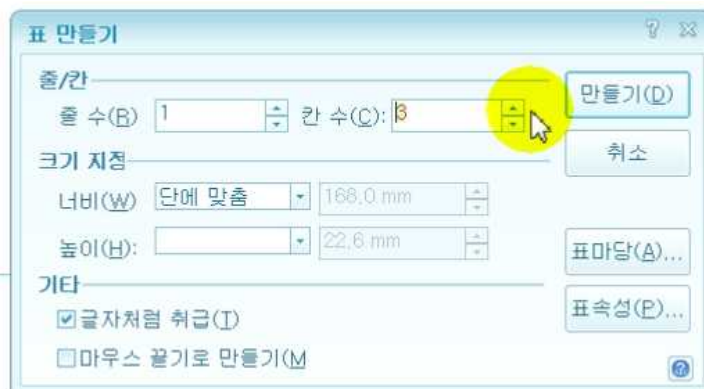 표 만들기
줄/칸
줄 수(R) 1 칸 수(C): 3 만들기(D)
취소
크기 지정
너비(W) 단에 맞춤 168,0 mm
높이(H): 22,6 mm 표마당(A)...
기타
표속성(P)...
글자처럼 취급(T)
마우스 끌기로 만들기(M